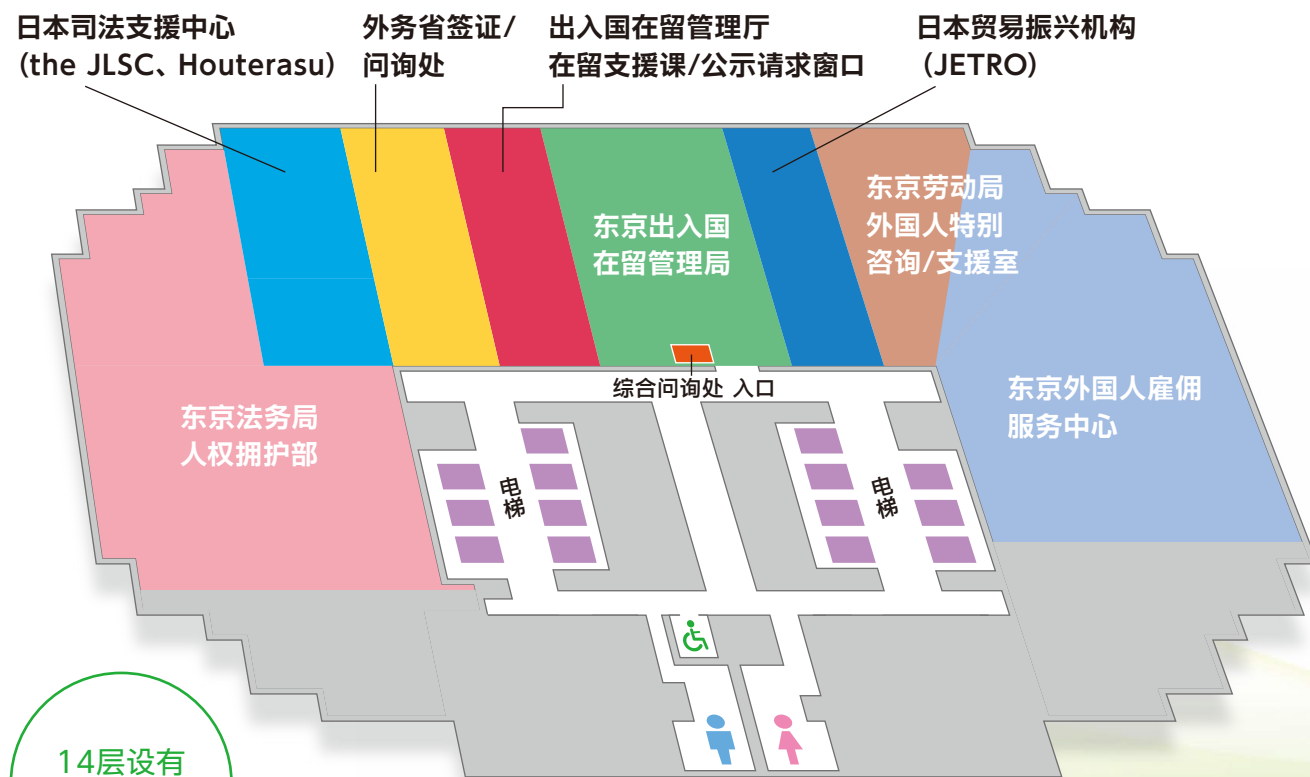 日本司法支援中心
（the JLSC、Houterasu）
外务省签证/
问询处
出入国在留管理厅
在留支援课/公示请求窗口
日本贸易振兴机构
（JETRO）
东京出入国
在留管理局
东京劳动局
外国人特别
咨询/支援室
综合问询处 入口
东京法务局
人权拥护部
东京外国人雇佣
服务中心
电梯
电梯
14层设有